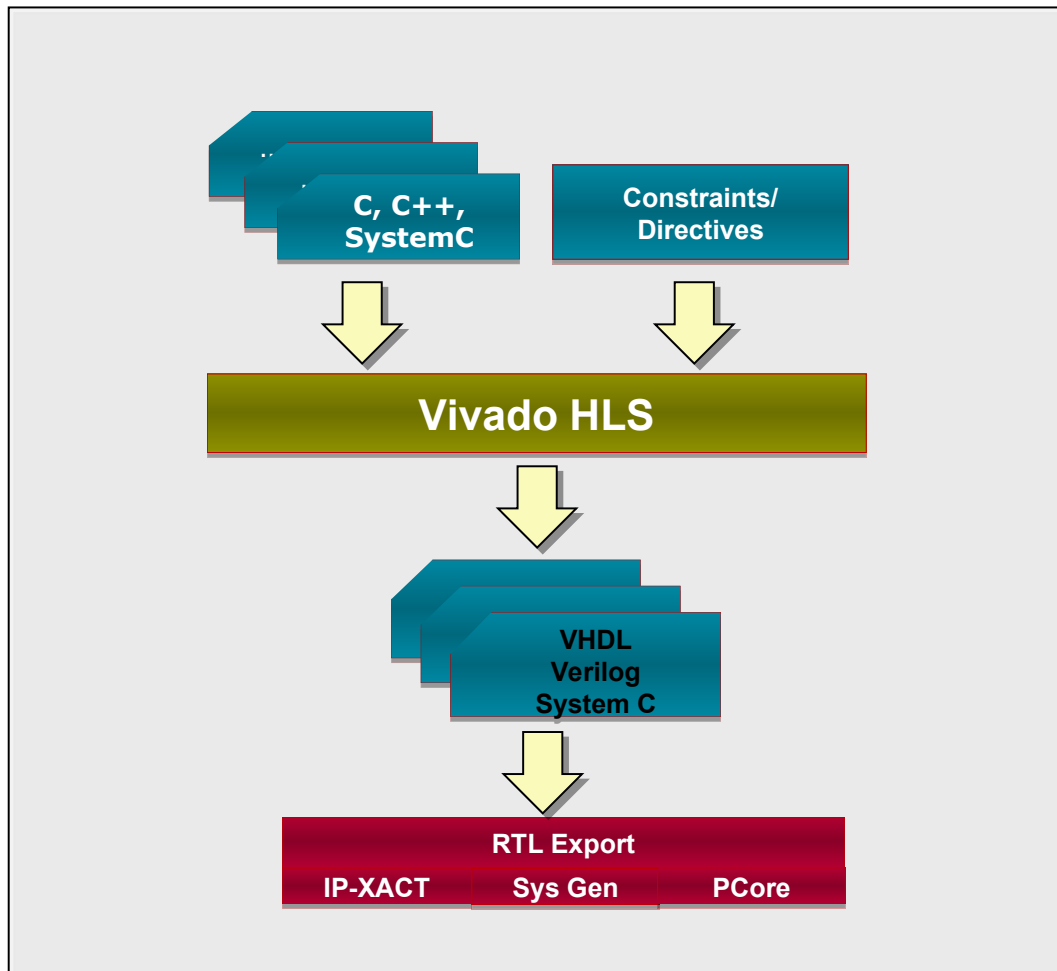 C, C++,
SystemC
Constraints/
Directives
Vivado HLS
VHDL
Verilog
System C
RTL Export
IP-XACT
Sys Gen
PCore